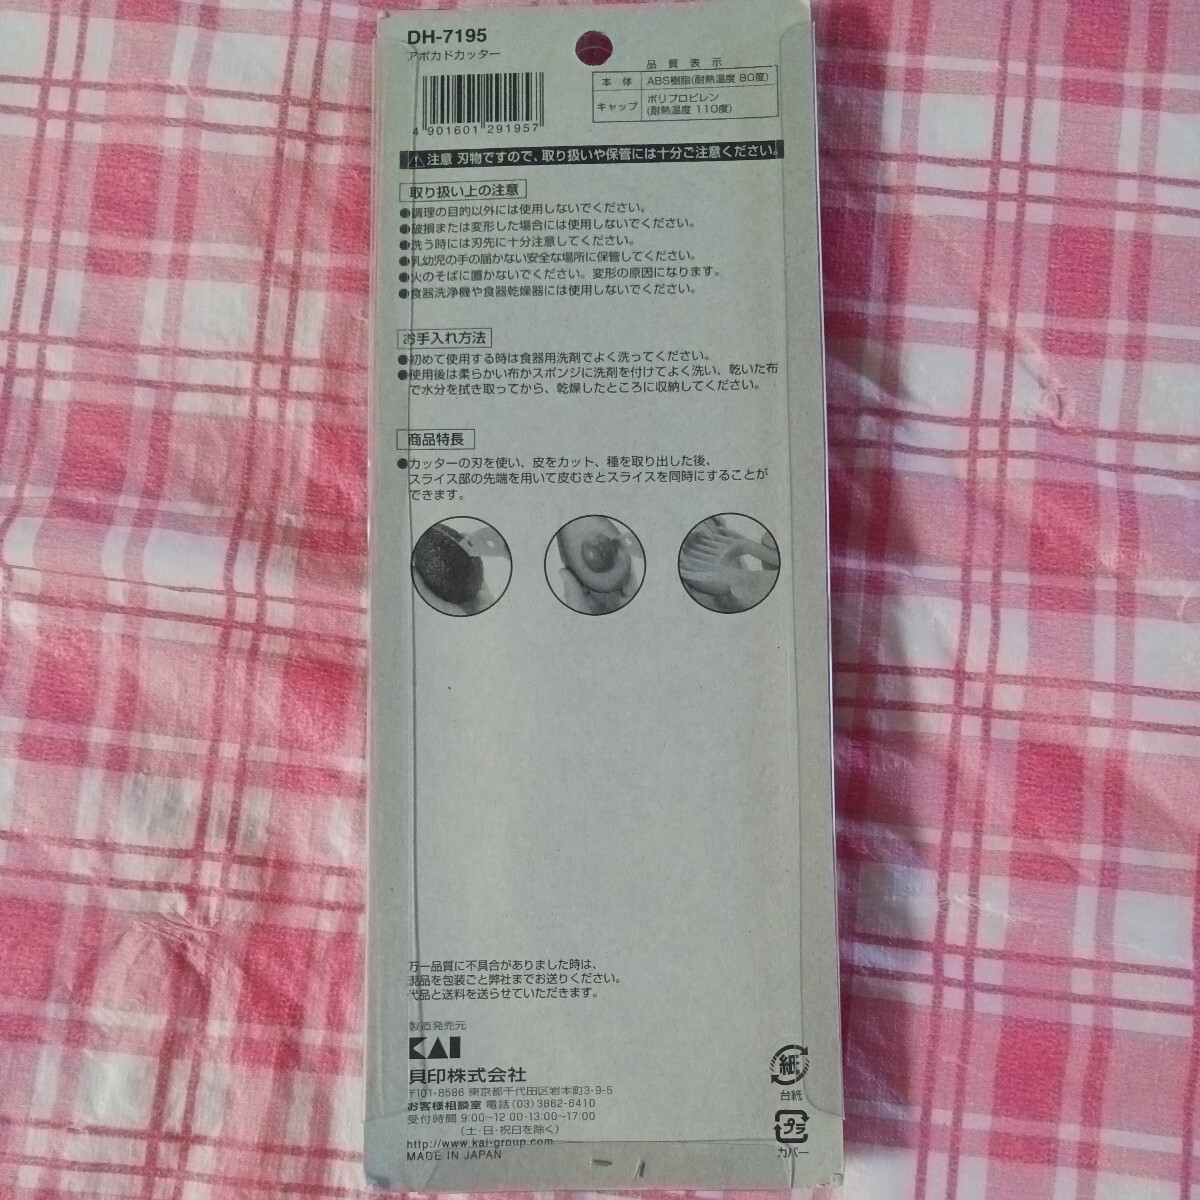 DH-7195
アボカドカッター
4 901601 291957
品質表示
本体 ABS樹脂(耐熱温度 80度)
キャップ ポリプロピレン
(耐熱温度 110度)
注意 刃物ですので、取り扱いや保管には十分ご注意ください。
取り扱い上の注意
●調理の目的以外には使用しないでください。
●破損または変形した場合には使用しないでください。
●洗う時には刃先に十分注意してください。
●乳幼児の手の届かない安全な場所に保管してください。
●火のそばに置かないでください。変形の原因になります。
●食器洗浄機や食器乾燥器には使用しないでください。
お手入れ方法
●初めて使用する時は食器用洗剤でよく洗ってください。
●使用後は柔らかい布かスポンジに洗剤を付けてよく洗い、乾いた布
で水分を拭き取ってから、乾燥したところに収納してください。
商品特長
●カッターの刃を使い、皮をカット、種を取り出した後、
スライス部の先端を用いて皮むきとスライスを同時にすることが
できます。
万一品質に不具合がありました時は、
現品を包装ごと弊社までお送りください。
代品と送料を送らせていただきます。
製造発売元
KAI
貝印株式会社
〒101-8586 東京都千代田区岩本町3-9-5
お客様相談室 電話(03)3862-6410
受付時間 9:00~12:00・13:00~17:00
(土・日・祝日を除く)
http://www.kai-group.com
MADE IN JAPAN
紙
台紙
プラ
カバー